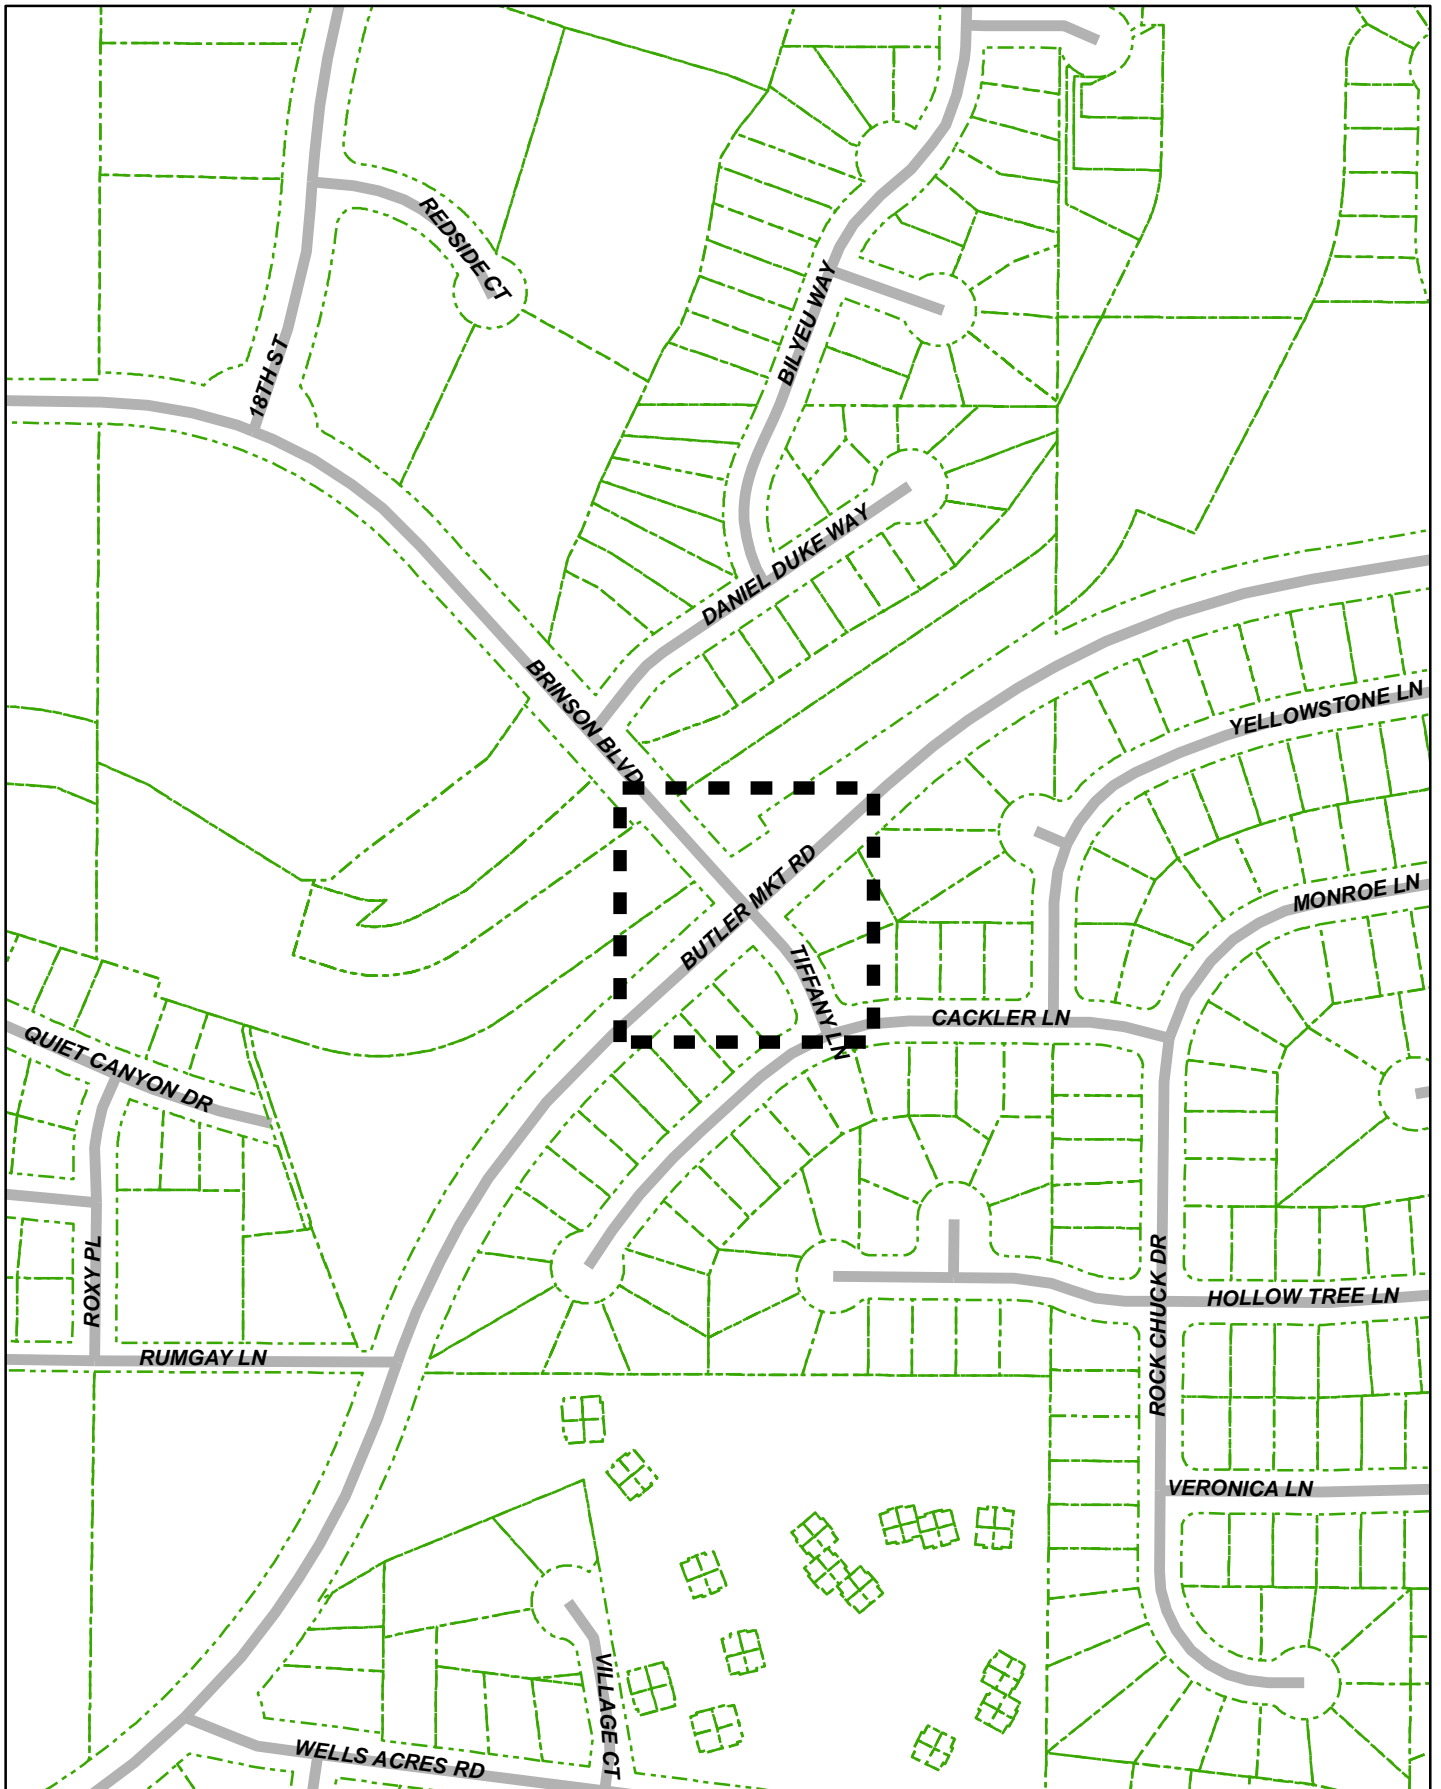 REDSIDE CT
BILYEU WAY
18TH ST
DANIEL DUKE WAY
BRINSON BLVD
YELLOWSTONE LN
BUTLER MKT RD
MONROE LN
TIFFANY LN
CACKLER LN
QUIET CANYON DR
ROXY PL
ROCK CHUCK DR
HOLLOW TREE LN
RUMGAY LN
VERONICA LN
VILLAGE CT
WELLS ACRES RD